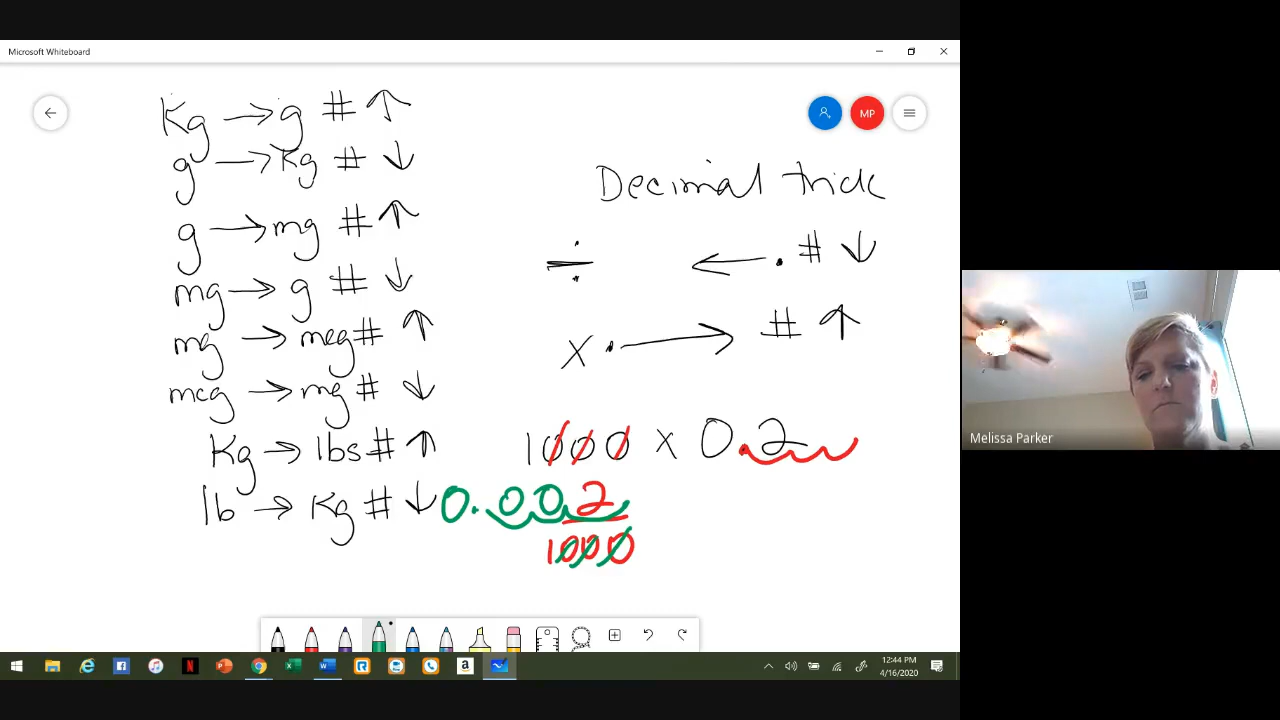 Microsoft Whiteboard
MP
Kg → g # ↑
g → Kg # ↓
g → mg # ↑
mg → g # ↓
mg → mcg # ↑
mcg → mg # ↓
Kg → lbs # ↑
lb → Kg # ↓
Decimal trick
÷ ← . # ↓
x . → # ↑
1000 x 0.2
0.002
1000
Melissa Parker
12:44 PM
4/16/2020